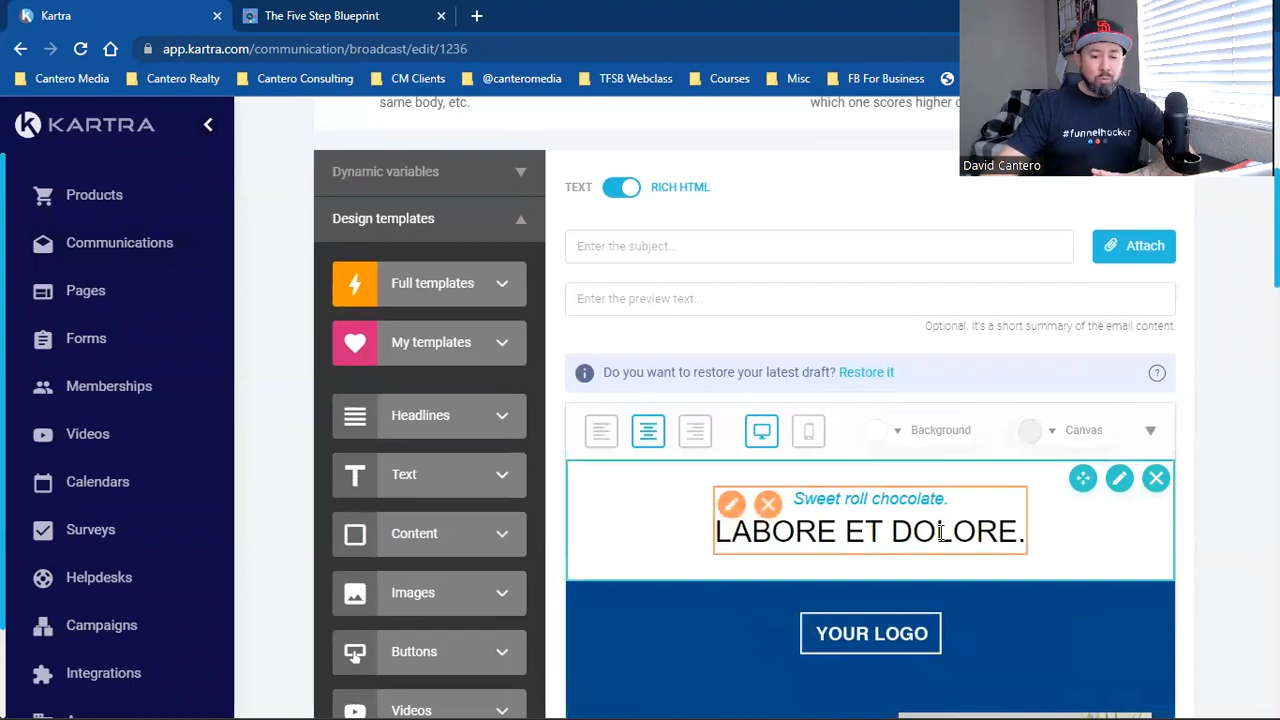 Kartra
The Five Step Blueprint
app.kartra.com/communication/broadcast/edit/1236
Cantero Media
Cantero Realty
Cantero Consulting
@canteromedia
TFSB Webclass
Courses
Misc
FB For Business
#funnelhacker
David Cantero
KARTRA
same body, etc.
which one scores higher
Products
Communications
Pages
Forms
Memberships
Videos
Calendars
Surveys
Helpdesks
Campaigns
Integrations
Dynamic variables
Design templates
Full templates
My templates
Headlines
Text
Content
Images
Buttons
Videos
TEXT
RICH HTML
Enter the subject...
Attach
Enter the preview text...
Optional. It's a short summary of the email content.
Do you want to restore your latest draft? Restore it
Background
Canvas
Sweet roll chocolate.
LABORE ET DOLORE.
YOUR LOGO